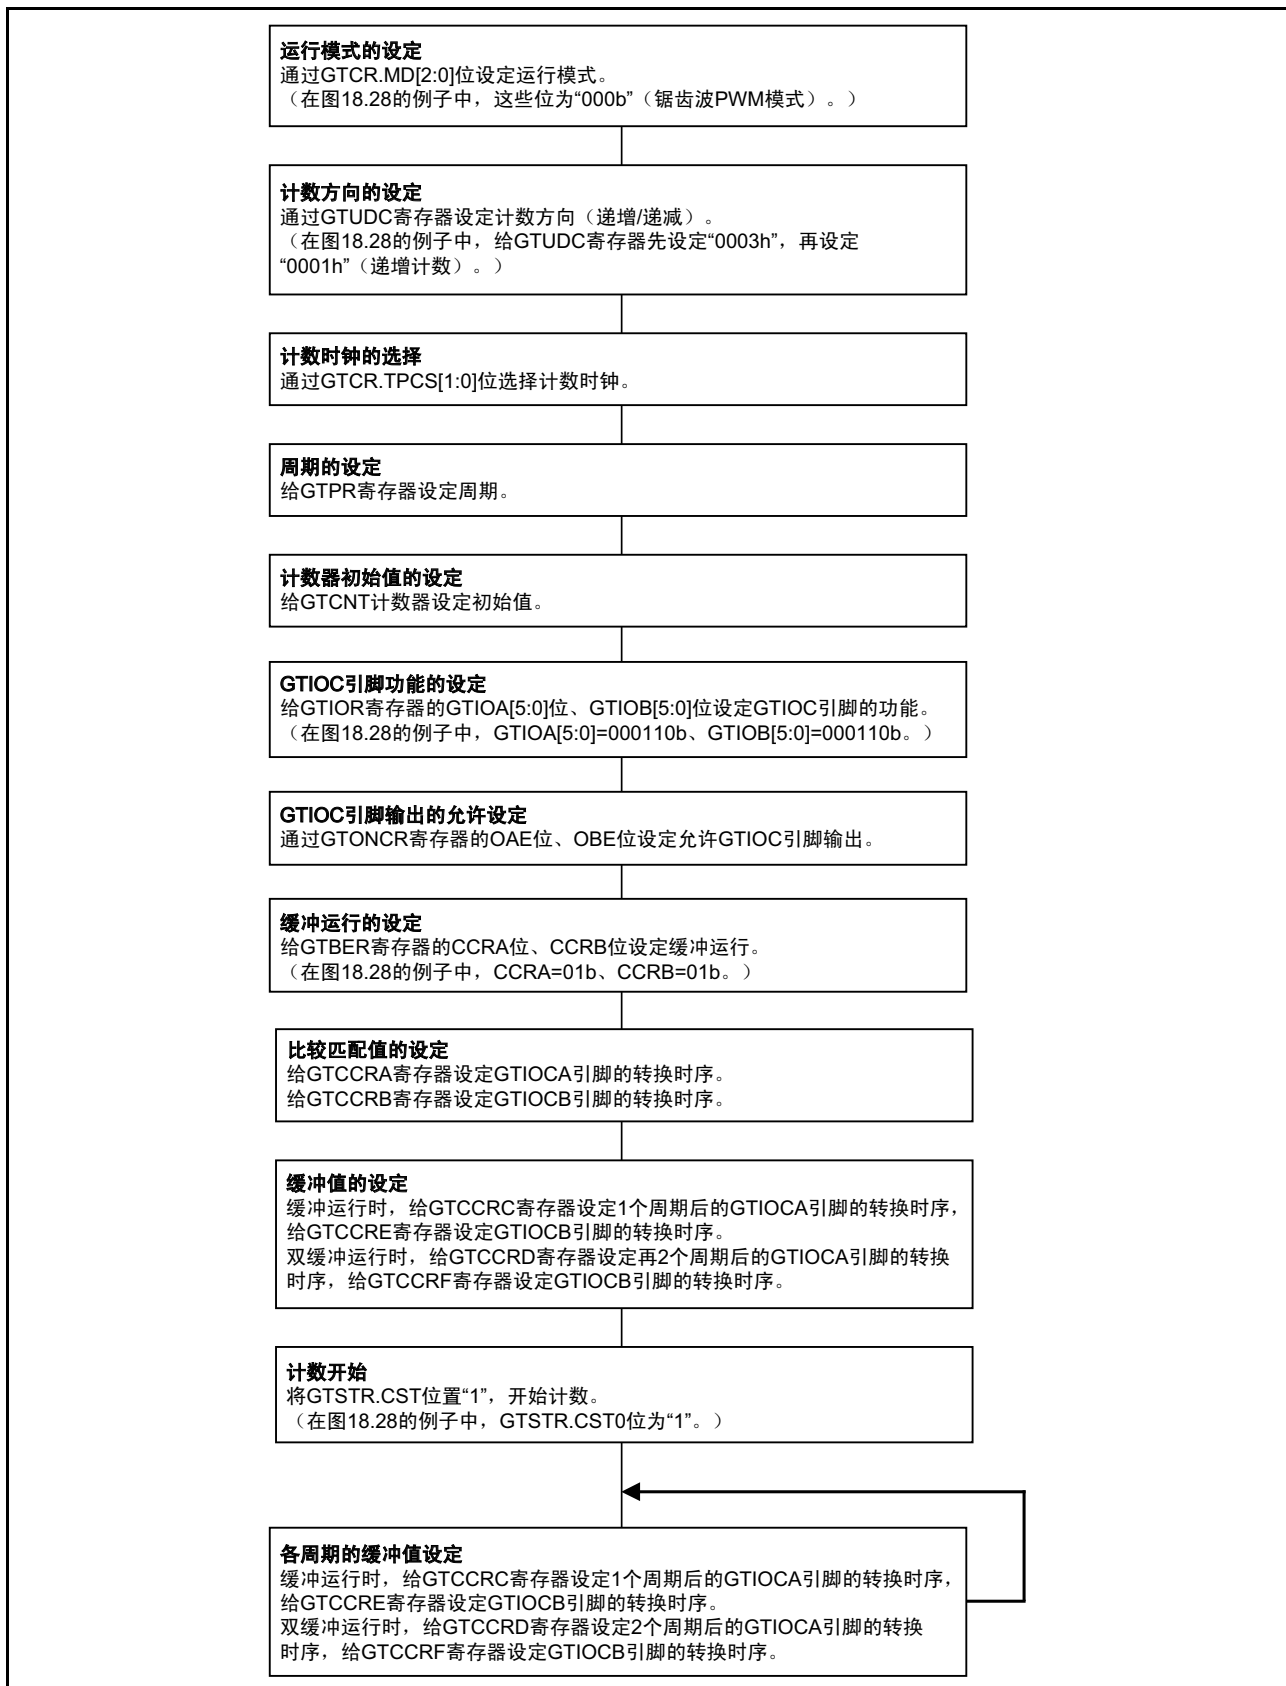 运行模式的设定
通过GTCR.MD[2:0]位设定运行模式。
（在图18.28的例子中，这些位为“000b”（锯齿波PWM模式）。）
计数方向的设定
通过GTUDC寄存器设定计数方向（递增/递减）。
（在图18.28的例子中，给GTUDC寄存器先设定“0003h”，再设定
“0001h”（递增计数）。）
计数时钟的选择
通过GTCR.TPCS[1:0]位选择计数时钟。
周期的设定
给GTPR寄存器设定周期。
计数器初始值的设定
给GTCNT计数器设定初始值。
GTIOC引脚功能的设定
给GTIOR寄存器的GTIOA[5:0]位、GTIOB[5:0]位设定GTIOC引脚的功能。
（在图18.28的例子中，GTIOA[5:0]=000110b、GTIOB[5:0]=000110b。）
GTIOC引脚输出的允许设定
通过GTONCR寄存器的OAE位、OBE位设定允许GTIOC引脚输出。
缓冲运行的设定
给GTBER寄存器的CCRA位、CCRB位设定缓冲运行。
（在图18.28的例子中，CCRA=01b、CCRB=01b。）
比较匹配值的设定
给GTCCRA寄存器设定GTIOCA引脚的转换时序。
给GTCCRB寄存器设定GTIOCB引脚的转换时序。
缓冲值的设定
缓冲运行时，给GTCCRC寄存器设定1个周期后的GTIOCA引脚的转换时序，
给GTCCRE寄存器设定GTIOCB引脚的转换时序。
双缓冲运行时，给GTCCRD寄存器设定再2个周期后的GTIOCA引脚的转换
时序，给GTCCRF寄存器设定GTIOCB引脚的转换时序。
计数开始
将GTSTR.CST位置“1”，开始计数。
（在图18.28的例子中，GTSTR.CST0位为“1”。）
各周期的缓冲值设定
缓冲运行时，给GTCCRC寄存器设定1个周期后的GTIOCA引脚的转换时序，
给GTCCRE寄存器设定GTIOCB引脚的转换时序。
双缓冲运行时，给GTCCRD寄存器设定2个周期后的GTIOCA引脚的转换
时序，给GTCCRF寄存器设定GTIOCB引脚的转换时序。